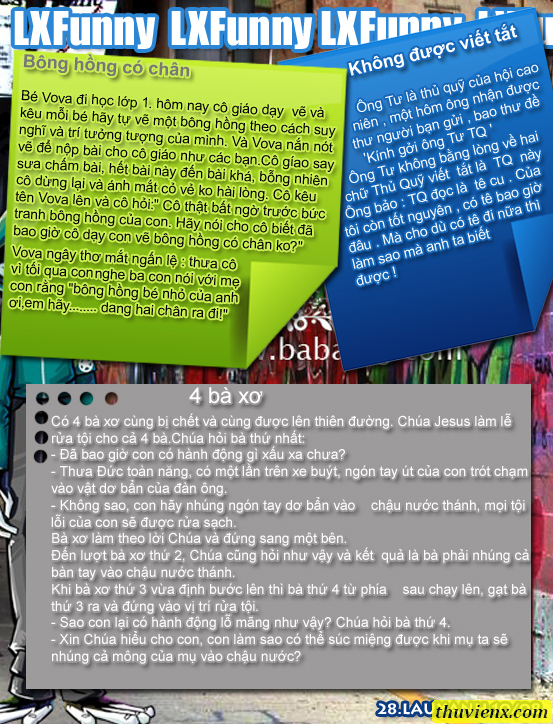 LXFunny LXFunny LXFunny
Bông hồng có chân
Bé Vova đi học lớp 1. hôm nay cô giáo dạy vẽ và
kêu mỗi bé hãy tự vẽ một bông hồng theo cách suy
nghĩ và trí tưởng tượng của mình. Và Vova nắn nót
vẽ để nộp bài cho cô giáo như các bạn.Cô gíao say
sưa chấm bài, hết bài này đến bài khá, bỗng nhiên
cô dừng lại và ánh mắt có vẻ ko hài lòng. Cô kêu
tên Vova lên và cô hỏi:" Cô thật bất ngờ trước bức
tranh bông hồng của con. Hãy nói cho cô biết đã
bao giờ cô dạy con vẽ bông hồng có chân ko?"
Vova ngây thơ mắt ngấn lệ : thưa cô
vì tối qua con nghe ba con nói với mẹ
con rằng "bông hồng bé nhỏ của anh
ơi,em hãy........ dang hai chân ra đi!"
Không được viết tắt
Ông Tư là thủ quỹ của hội cao
niên , một hôm ông nhận được
thư người bạn gửi , bao thư đề
'Kính gởi ông Tư TQ '
Ông Tư không bằng lòng về hai
chữ Thủ Quỹ viết tắt là TQ này
Ông bảo : TQ đọc là tê cu . Của
tôi còn tốt nguyên , có tê bao giờ
đâu . Mà cho dù có tê đi nữa thì
làm sao mà anh ta biết
được !
4 bà xơ
Có 4 bà xơ cùng bị chết và cùng được lên thiên đường. Chúa Jesus làm lễ
rửa tội cho cả 4 bà.Chúa hỏi bà thứ nhất:
- Đã bao giờ con có hành động gì xấu xa chưa?
- Thưa Đức toàn năng, có một lần trên xe buýt, ngón tay út của con trót chạm
vào vật dơ bẩn của đân ông.
- Không sao, con hãy nhúng ngón tay dơ bẩn vào chậu nước thánh, mọi tội
lỗi của con sẽ được rửa sạch.
Bà xơ làm theo lời Chúa và đứng sang một bên.
Đến lượt bà xơ thứ 2, Chúa cũng hỏi như vậy và kết quả là bà phải nhúng cả
bàn tay vào chậu nước thánh.
Khi bà xơ thứ 3 vừa định bước lên thì bà thứ 4 từ phía sau chạy lên, gạt bà
thứ 3 ra và đứng vào vị trí rửa tội.
- Sao con lại có hành động lỗ mãng như vậy? Chúa hỏi bà thứ 4.
- Xin Chúa hiểu cho con, con làm sao có thể súc miệng được khi mụ ta sẽ
nhúng cả mông của mụ vào chậu nước?
thuvienx.com